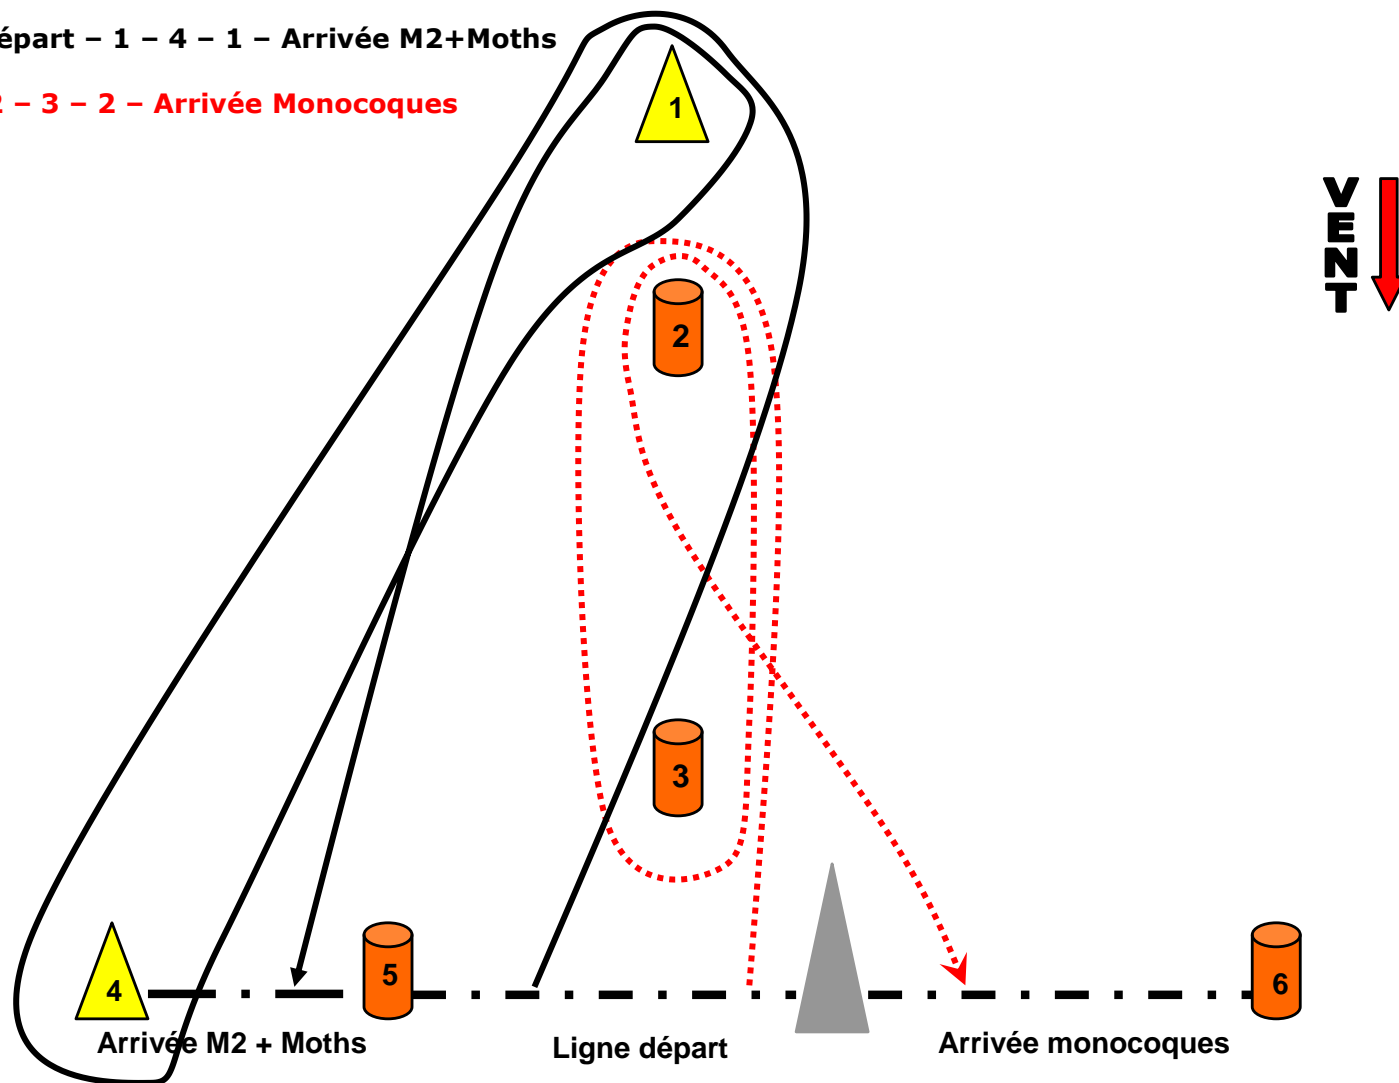 épart – 1 – 4 – 1 – Arrivée M2+Moths
2 – 3 – 2 – Arrivée Monocoques
1
VENT
2
3
4
5
6
Arrivée M2 + Moths
Ligne départ
Arrivée monocoques